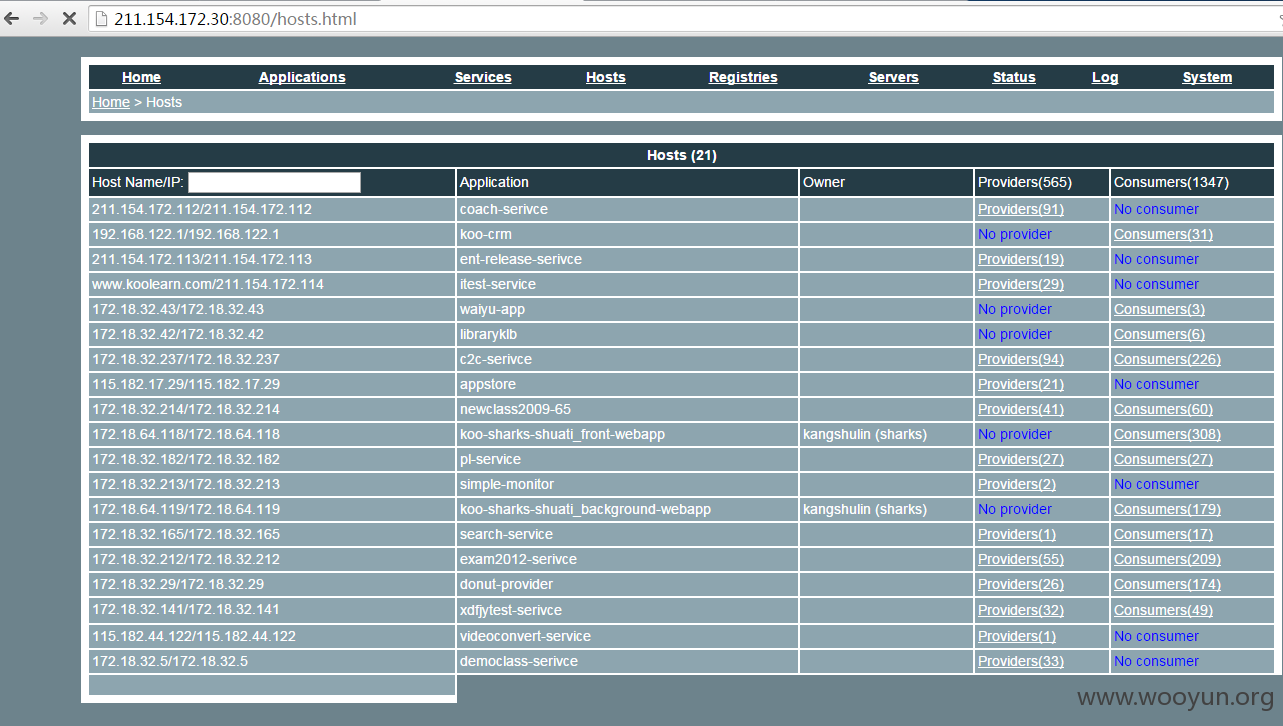 211.154.172.30:8080/hosts.html
Home Applications Services Hosts Registries Servers Status Log System
Home > Hosts
Hosts (21)
Host Name/IP: Application Owner Providers(565) Consumers(1347)
211.154.172.112/211.154.172.112 coach-serivce Providers(91) No consumer
192.168.122.1/192.168.122.1 koo-crm No provider Consumers(31)
211.154.172.113/211.154.172.113 ent-release-serivce Providers(19) No consumer
www.koolearn.com/211.154.172.114 itest-service Providers(29) No consumer
172.18.32.43/172.18.32.43 waiyu-app No provider Consumers(3)
172.18.32.42/172.18.32.42 libraryklb No provider Consumers(6)
172.18.32.237/172.18.32.237 c2c-serivce Providers(94) Consumers(226)
115.182.17.29/115.182.17.29 appstore Providers(21) No consumer
172.18.32.214/172.18.32.214 newclass2009-65 Providers(41) Consumers(60)
172.18.64.118/172.18.64.118 koo-sharks-shuati_front-webapp kangshulin (sharks) No provider Consumers(308)
172.18.32.182/172.18.32.182 pl-service Providers(27) Consumers(27)
172.18.32.213/172.18.32.213 simple-monitor Providers(2) No consumer
172.18.64.119/172.18.64.119 koo-sharks-shuati_background-webapp kangshulin (sharks) No provider Consumers(179)
172.18.32.165/172.18.32.165 search-service Providers(1) Consumers(17)
172.18.32.212/172.18.32.212 exam2012-serivce Providers(55) Consumers(209)
172.18.32.29/172.18.32.29 donut-provider Providers(26) Consumers(174)
172.18.32.141/172.18.32.141 xdfjytest-serivce Providers(32) Consumers(49)
115.182.44.122/115.182.44.122 videoconvert-service Providers(1) No consumer
172.18.32.5/172.18.32.5 democlass-serivce Providers(33) No consumer
www.wooyun.org